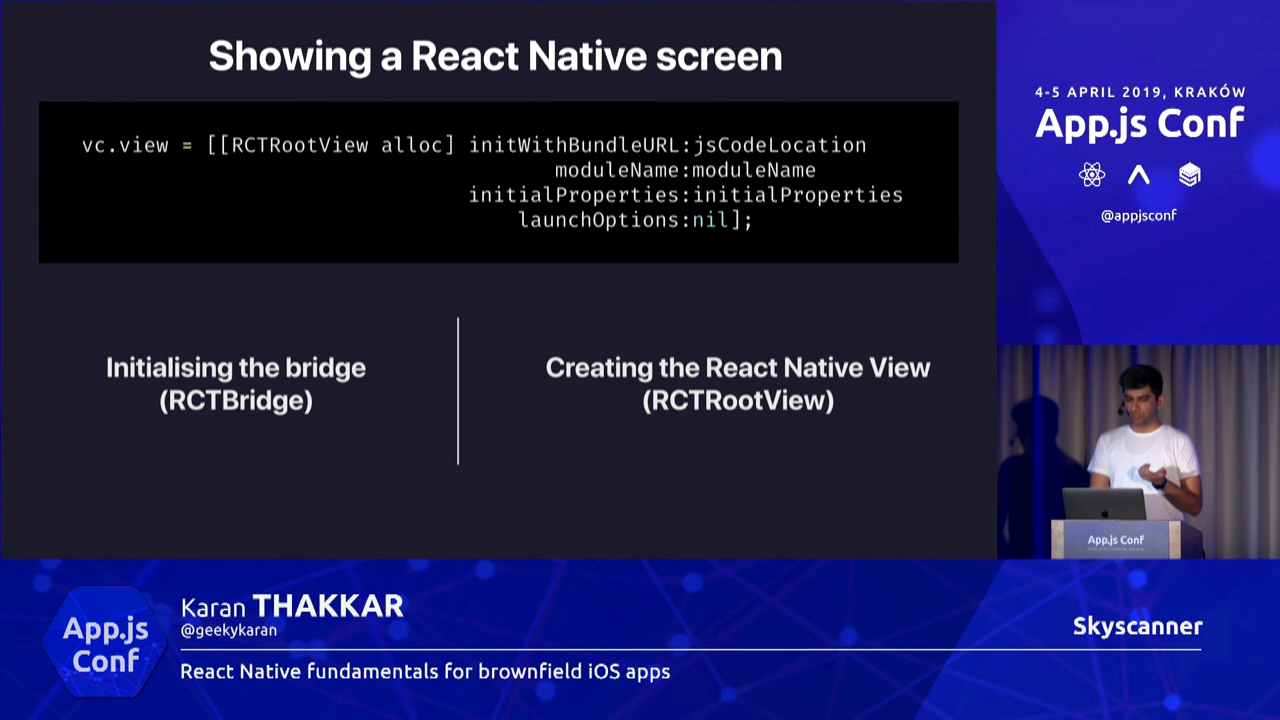 Showing a React Native screen
vc.view = [[RCTRootView alloc] initWithBundleURL:jsCodeLocation
moduleName:moduleName
initialProperties:initialProperties
launchOptions:nil];
Initialising the bridge
(RCTBridge)
Creating the React Native View
(RCTRootView)
4-5 APRIL 2019, KRAKÓW
App.js Conf
@appjsconf
App.js Conf
App.js
Conf
Karan THAKKAR
@geekykaran
React Native fundamentals for brownfield iOS apps
Skyscanner